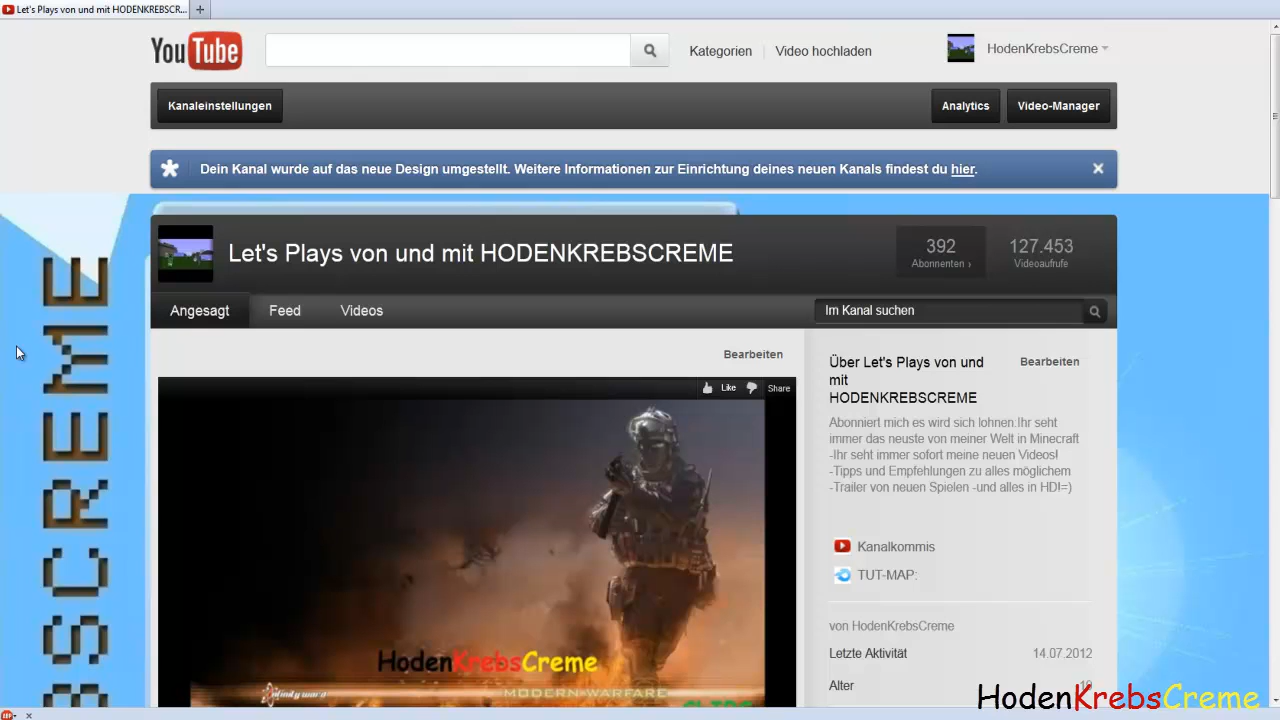 Let's Plays von und mit HODENKREBSCR...
YouTube
Kategorien
Video hochladen
HodenKrebsCreme
Kanaleinstellungen
Analytics
Video-Manager
Dein Kanal wurde auf das neue Design umgestellt. Weitere Informationen zur Einrichtung deines neuen Kanals findest du hier.
Let's Plays von und mit HODENKREBSCREME
392
Abonnenten ›
127.453
Videoaufrufe
Angesagt
Feed
Videos
Im Kanal suchen
Bearbeiten
Like
Share
Über Let's Plays von und
mit
HODENKREBSCREME
Bearbeiten
Abonniert mich es wird sich lohnen.Ihr seht
immer das neuste von meiner Welt in Minecraft
-Ihr seht immer sofort meine neuen Videos!
-Tipps und Empfehlungen zu alles möglichem
-Trailer von neuen Spielen -und alles in HD!=)
Kanalkommis
TUT-MAP:
von HodenKrebsCreme
Letzte Aktivität
14.07.2012
Alter
BSCREME
HodenKrebsCreme
Infinity ward
MODERN WARFARE
HodenKrebsCreme